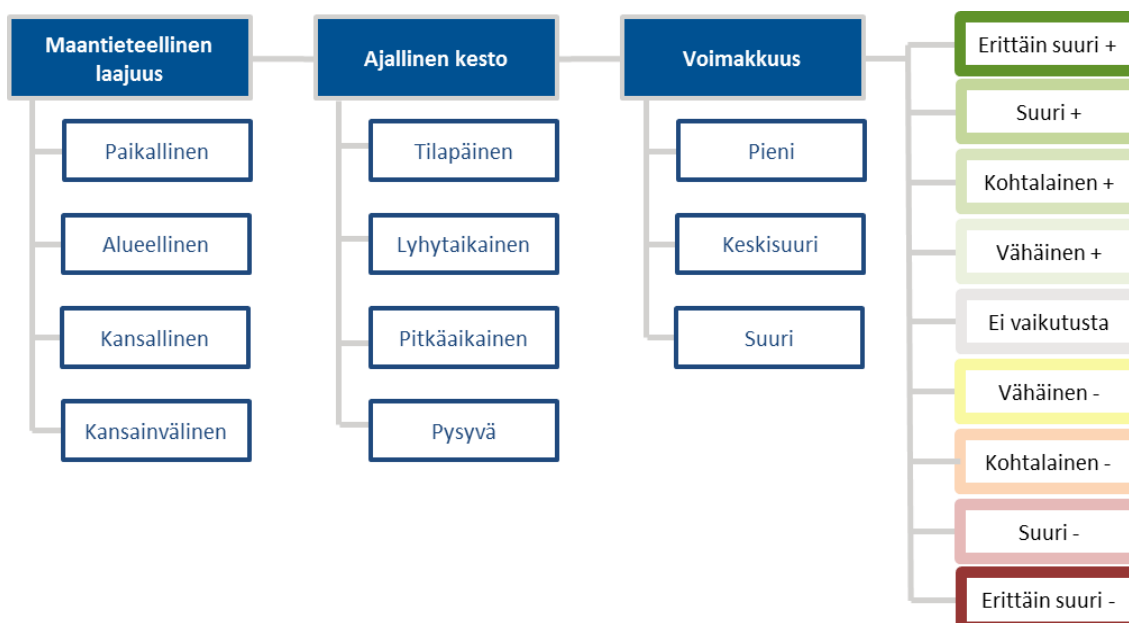 Maantieteellinen
laajuus
Paikallinen
Alueellinen
Kansallinen
Kansainvälinen
Ajallinen kesto
Tilapäinen
Lyhytaikainen
Pitkäaikainen
Pysyvä
Voimakkuus
Pieni
Keskisuuri
Suuri
Erittäin suuri +
Suuri +
Kohtalainen +
Vähäinen +
Ei vaikutusta
Vähäinen -
Kohtalainen -
Suuri -
Erittäin suuri -